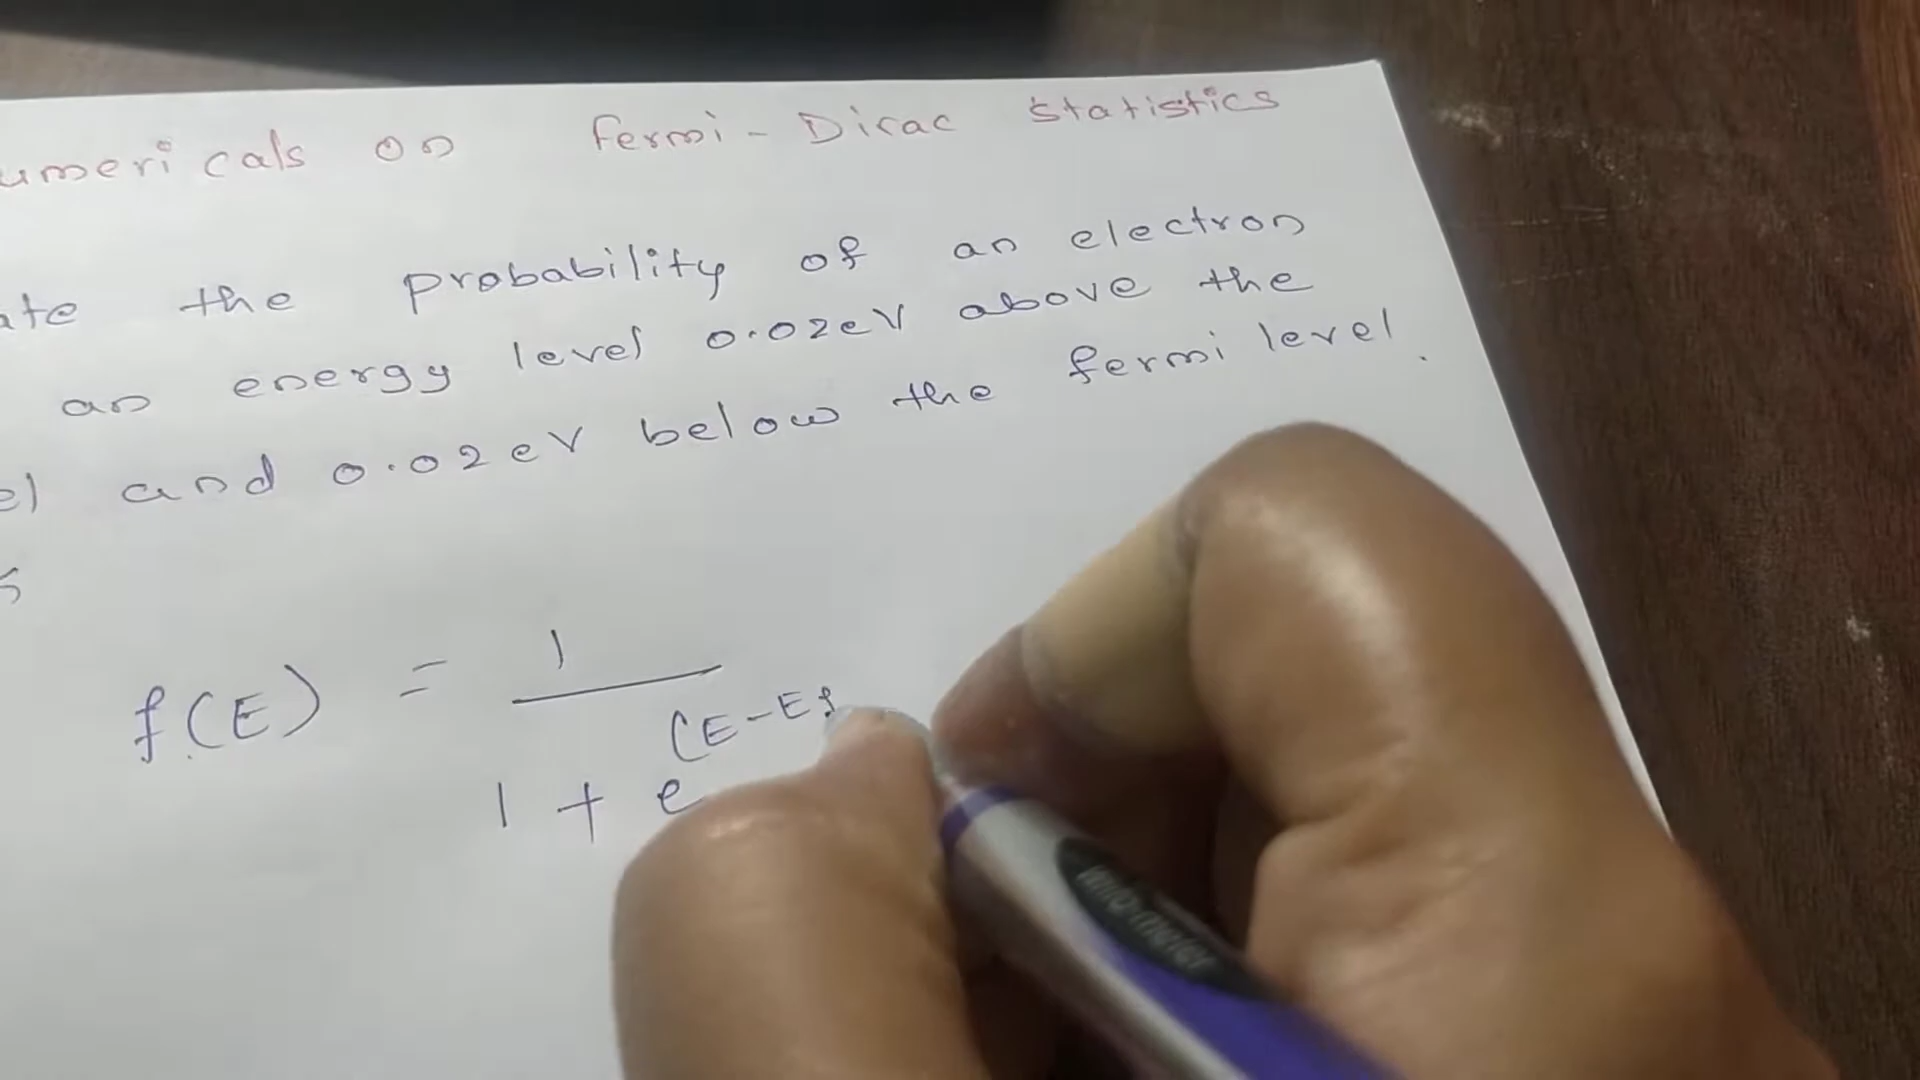 umericals on fermi - Dirac statistics
ate the probability of an electron
an energy level 0.02eV above the
el and 0.02eV below the fermi level.
f(E) = 1
(E-Ef
1 + e